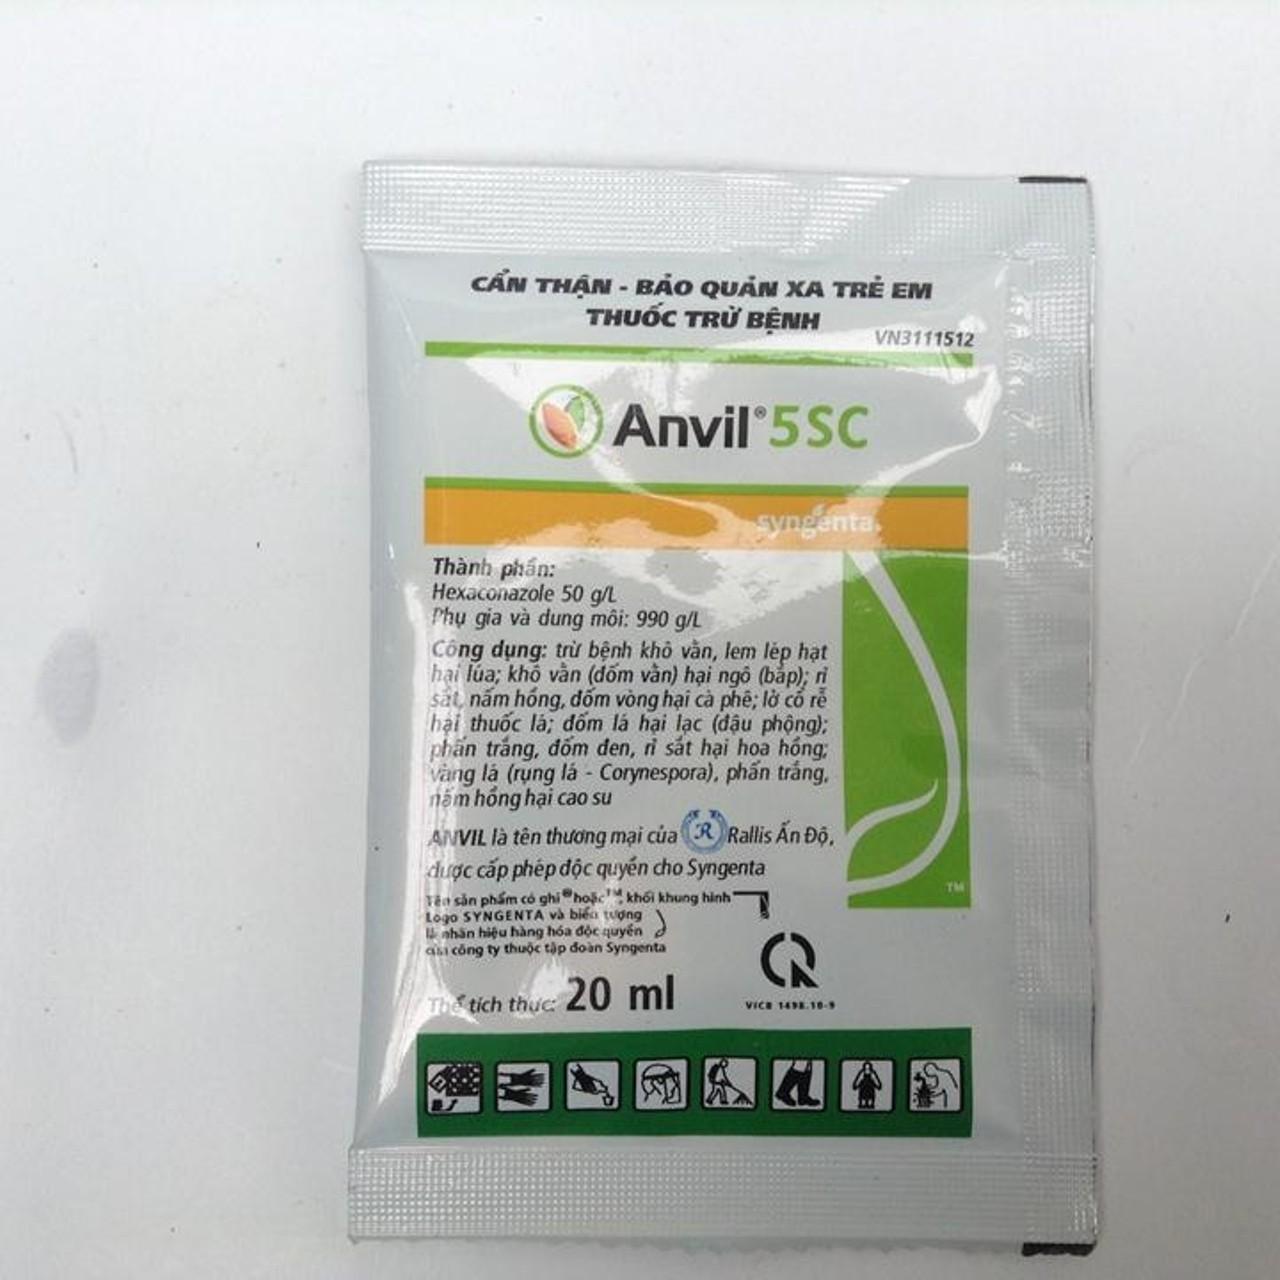 CẨN THẬN - BẢO QUẢN XA TRẺ EM
THUỐC TRỪ BỆNH
VN3111512
Anvil® 5SC
syngenta
Thành phần:
Hexaconazole 50 g/L
Phụ gia và dung môi: 990 g/L
Công dụng: trừ bệnh khô vằn, lem lép hạt
hại lúa; khô vằn (đốm vằn) hại ngô (bắp); rỉ
sắt, nấm hồng, đốm vòng hại cà phê; lở cổ rễ
hại thuốc lá; đốm lá hại lạc (đậu phộng);
phấn trắng, đốm đen, rỉ sắt hại hoa hồng;
vàng lá (rụng lá - Corynespora), phấn trắng,
nấm hồng hại cao su
ANVIL là tên thương mại của R Rallis Ấn Độ,
được cấp phép độc quyền cho Syngenta
Tên sản phẩm có ghi ® hoặc ™, khối khung hình
Logo SYNGENTA và biểu tượng
là nhãn hiệu hàng hóa độc quyền
của công ty thuộc tập đoàn Syngenta
TM
Thể tích thực: 20 ml
VICB 1498.10-9